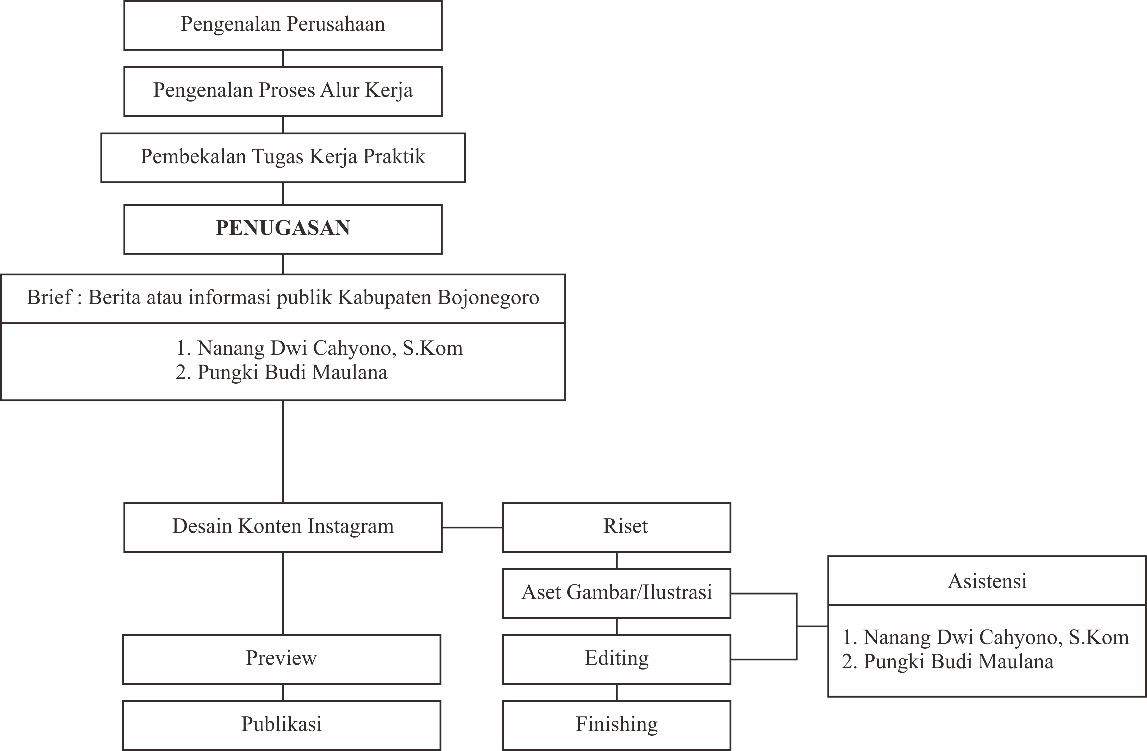 Pengenalan Perusahaan
Pengenalan Proses Alur Kerja
Pembekalan Tugas Kerja Praktik
PENUGASAN
Brief : Berita atau informasi publik Kabupaten Bojonegoro
1. Nanang Dwi Cahyono, S.Kom
2. Pungki Budi Maulana
Desain Konten Instagram
Riset
Aset Gambar/Ilustrasi
Editing
Finishing
Asistensi
1. Nanang Dwi Cahyono, S.Kom
2. Pungki Budi Maulana
Preview
Publikasi